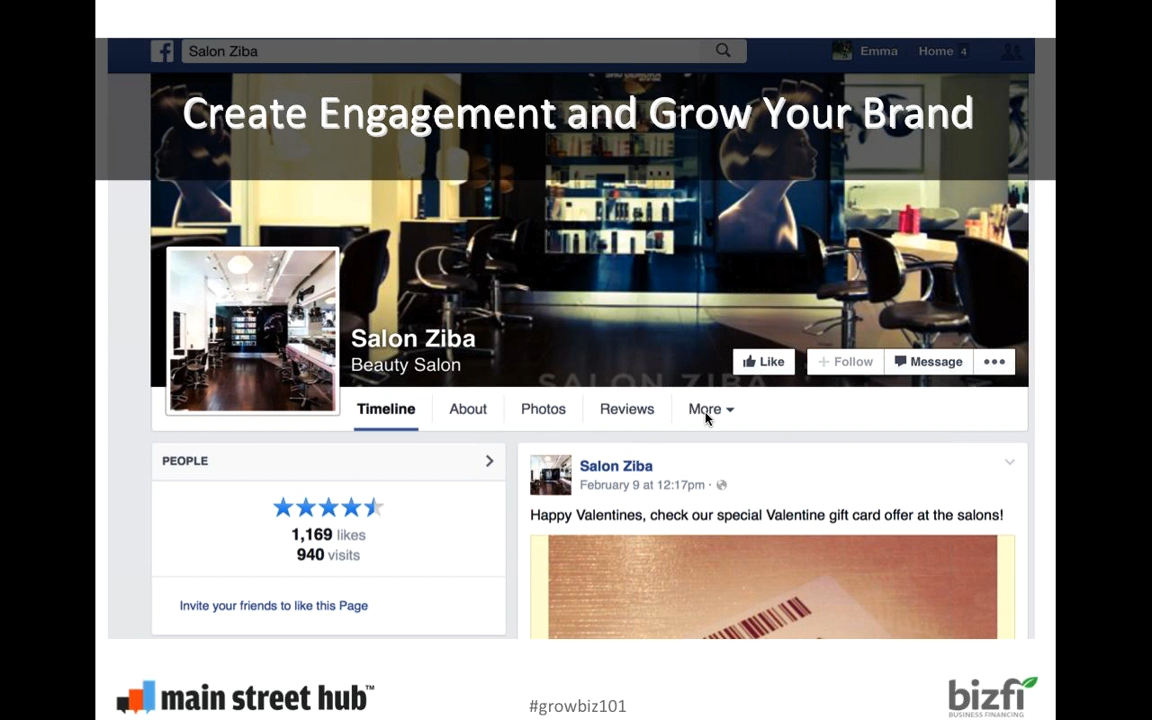 Salon Ziba
Emma
Home 4
Create Engagement and Grow Your Brand
Salon Ziba
Beauty Salon
Like
Follow
Message
SALON ZIBA
Timeline
About
Photos
Reviews
More
PEOPLE
1,169 likes
940 visits
Invite your friends to like this Page
Salon Ziba
February 9 at 12:17pm ·
Happy Valentines, check our special Valentine gift card offer at the salons!
main street hub™
#growbiz101
bizfi
BUSINESS FINANCING